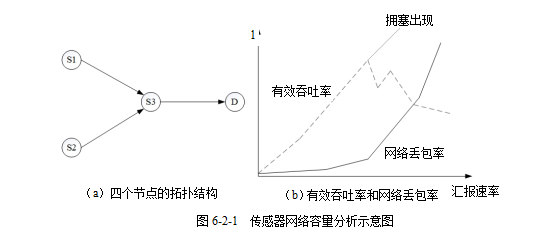 拥塞出现
1
S1
有效吞吐率
S3
D
S2
网络丢包率
汇报速率
（a）四个节点的拓扑结构
（b）有效吞吐率和网络丢包率
图 6-2-1 传感器网络容量分析示意图